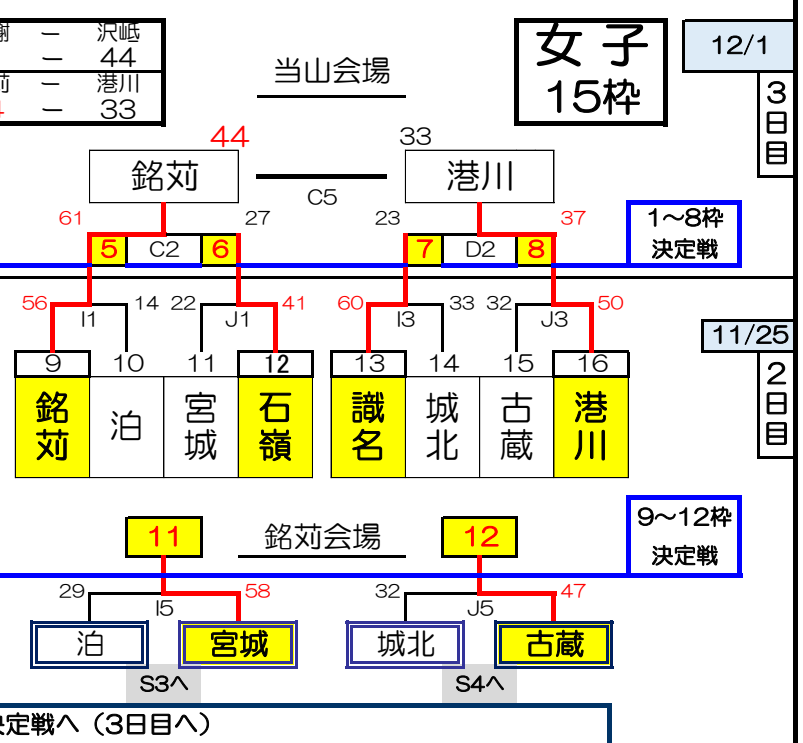 謝 － 沢岻
－ 44
苅 － 港川
4 － 33
当山会場
女 子
15枠
12/1
3日目
44
33
銘苅
港川
C5
61 27 23 37
5 C2 6 7 D2 8
1～8枠
決定戦
56 14 22 41 60 33 32 50
I1 J1 I3 J3
11/25
2日目
9 10 11 12 13 14 15 16
銘苅 泊 宮城 石嶺 識名 城北 古蔵 港川
9～12枠
決定戦
11 銘苅会場 12
29 58 32 47
I5 J5
泊 宮城 城北 古蔵
S3へ S4へ
決定戦へ（3日目へ）